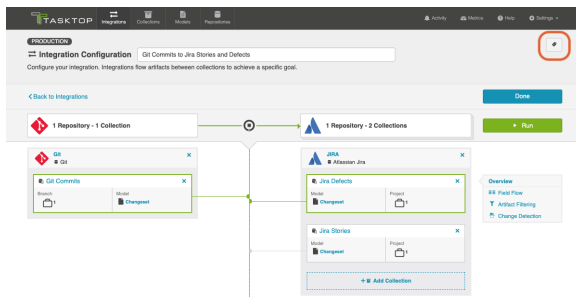 TASKTOP
Integrations
Collections
Models
Repositories
Activity
Metrics
Help
Settings
PRODUCTION
Integration Configuration
Git Commits to Jira Stories and Defects
Configure your integration. Integrations flow artifacts between collections to achieve a specific goal.
Back to Integrations
Done
1 Repository - 1 Collection
1 Repository - 2 Collections
Run
Git
Git
JIRA
Atlassian Jira
Git Commits
Branch
1
Model
Changeset
Jira Defects
Model
Changeset
Project
1
Overview
Field Flow
Artifact Filtering
Change Detection
Jira Stories
Model
Changeset
Project
1
+ Add Collection